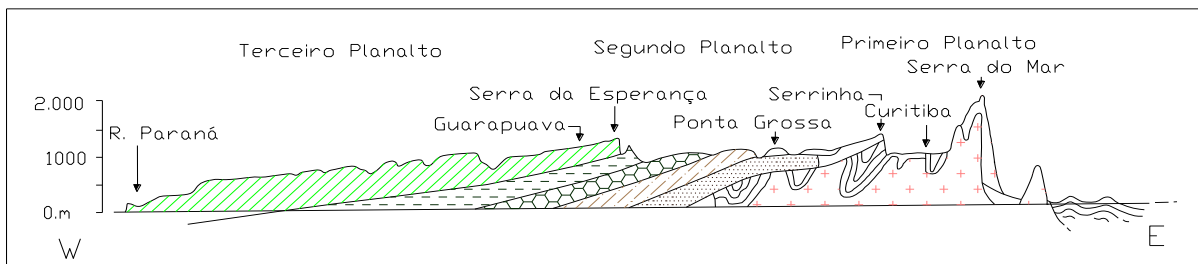 Terceiro Planalto
Segundo Planalto
Primeiro Planalto
Serra do Mar
Serra da Esperança
Serrinha
Curitiba
Guarapuava
Ponta Grossa
R. Paraná
2.000
1000
0.m
W
E